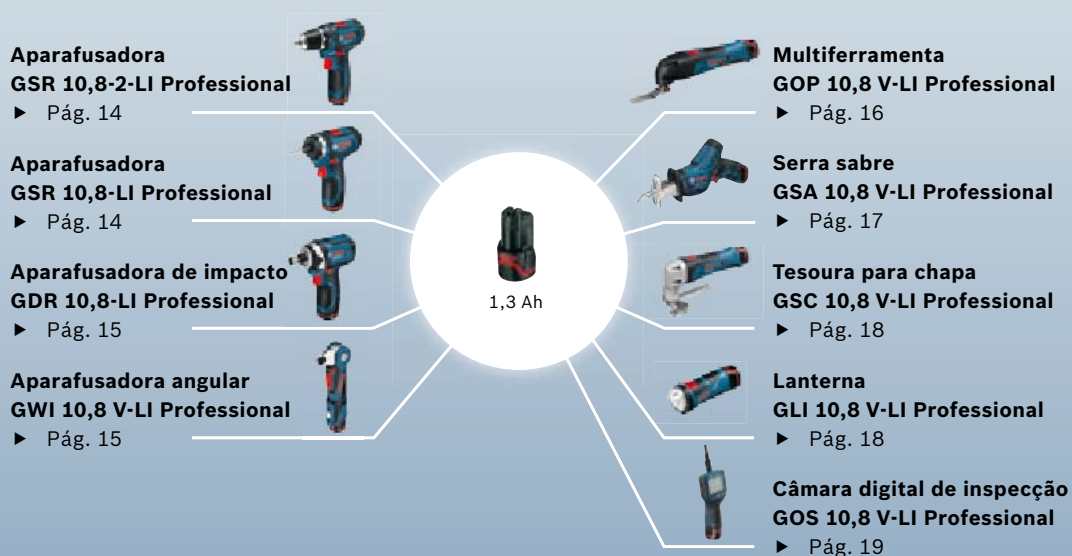 Aparafusadora
GSR 10,8-2-LI Professional
▶ Pág. 14
Aparafusadora
GSR 10,8-LI Professional
▶ Pág. 14
Aparafusadora de impacto
GDR 10,8-LI Professional
▶ Pág. 15
Aparafusadora angular
GWI 10,8 V-LI Professional
▶ Pág. 15
1,3 Ah
Multiferramenta
GOP 10,8 V-LI Professional
▶ Pág. 16
Serra sabre
GSA 10,8 V-LI Professional
▶ Pág. 17
Tesoura para chapa
GSC 10,8 V-LI Professional
▶ Pág. 18
Lanterna
GLI 10,8 V-LI Professional
▶ Pág. 18
Câmara digital de inspecção
GOS 10,8 V-LI Professional
▶ Pág. 19